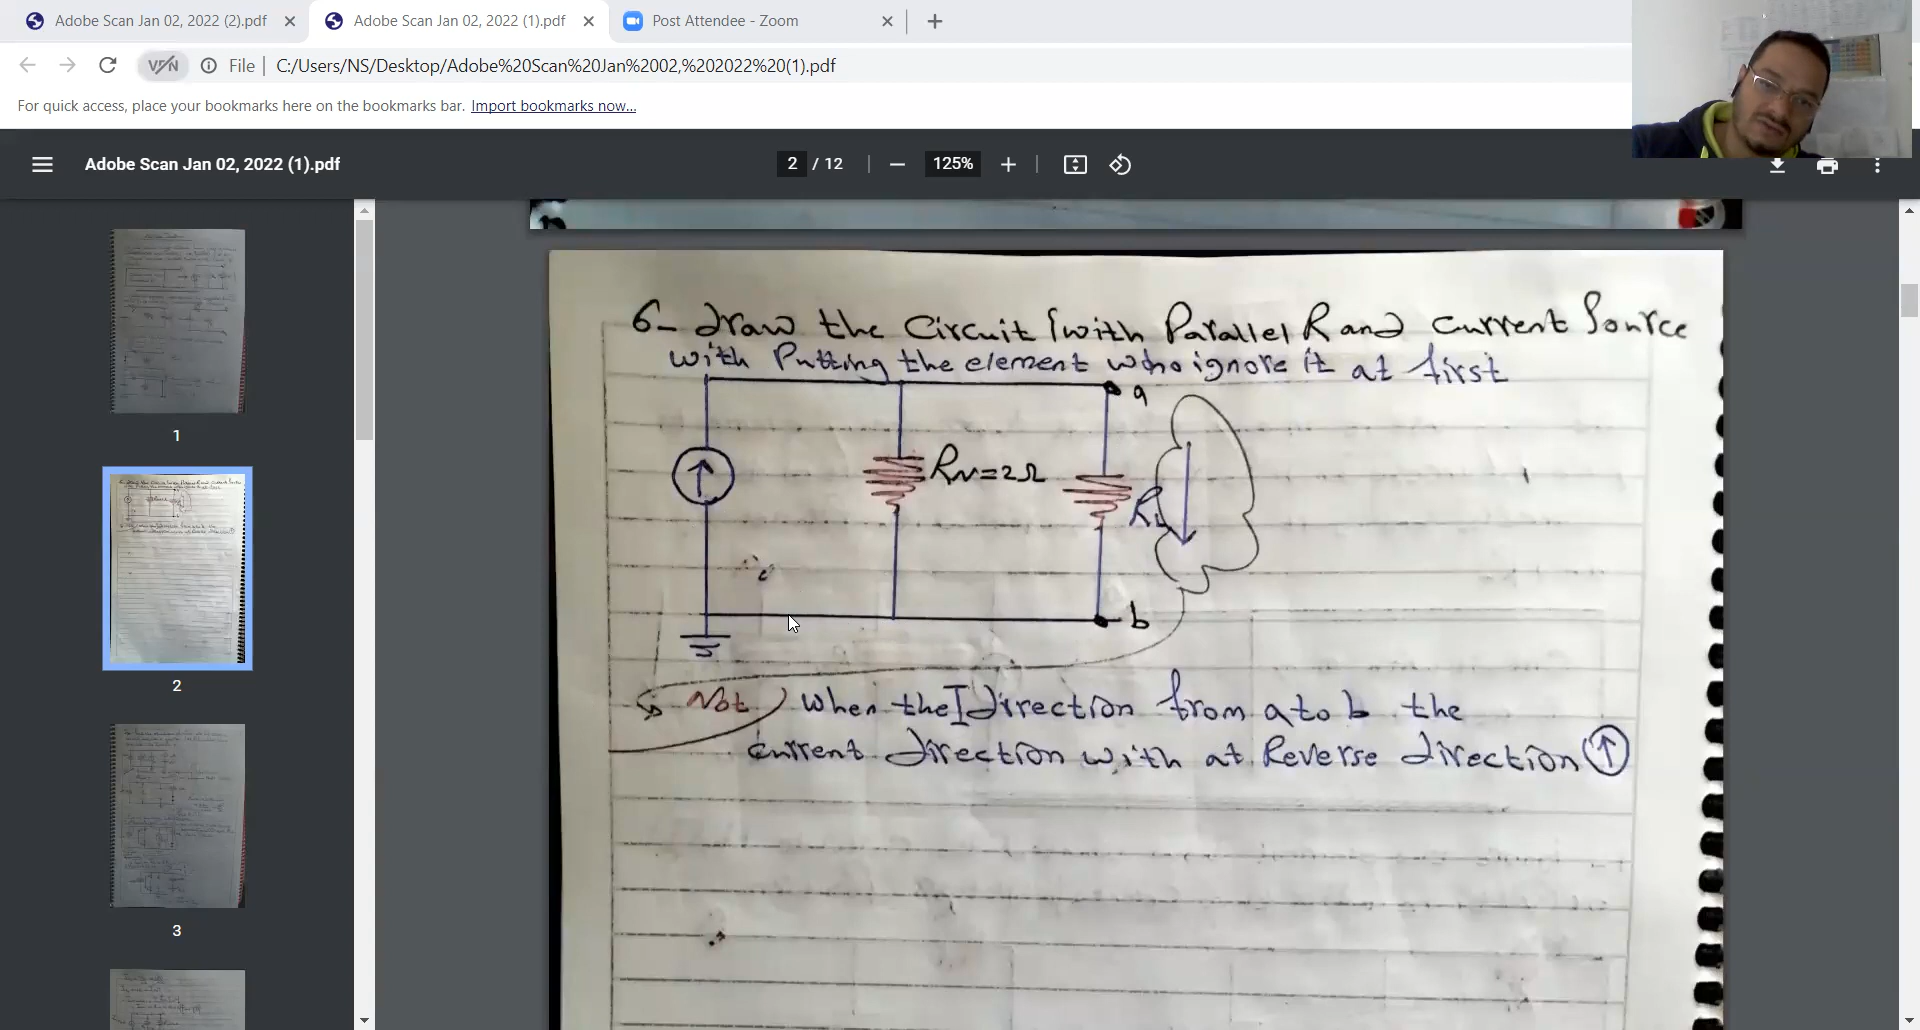 Adobe Scan Jan 02, 2022 (2).pdf
Adobe Scan Jan 02, 2022 (1).pdf
Post Attendee - Zoom
VPN
File
C:/Users/NS/Desktop/Adobe%20Scan%20Jan%2002,%202022%20(1).pdf
For quick access, place your bookmarks here on the bookmarks bar. Import bookmarks now...
Adobe Scan Jan 02, 2022 (1).pdf
2 / 12
125%
1
2
3
6- Draw the Circuit (with Parallel R and current Source
with Putting the element who ignore it at first
a
RN=2Ω
RL
b
Not) when the I direction from a to b the
current direction with at Reverse direction ↑